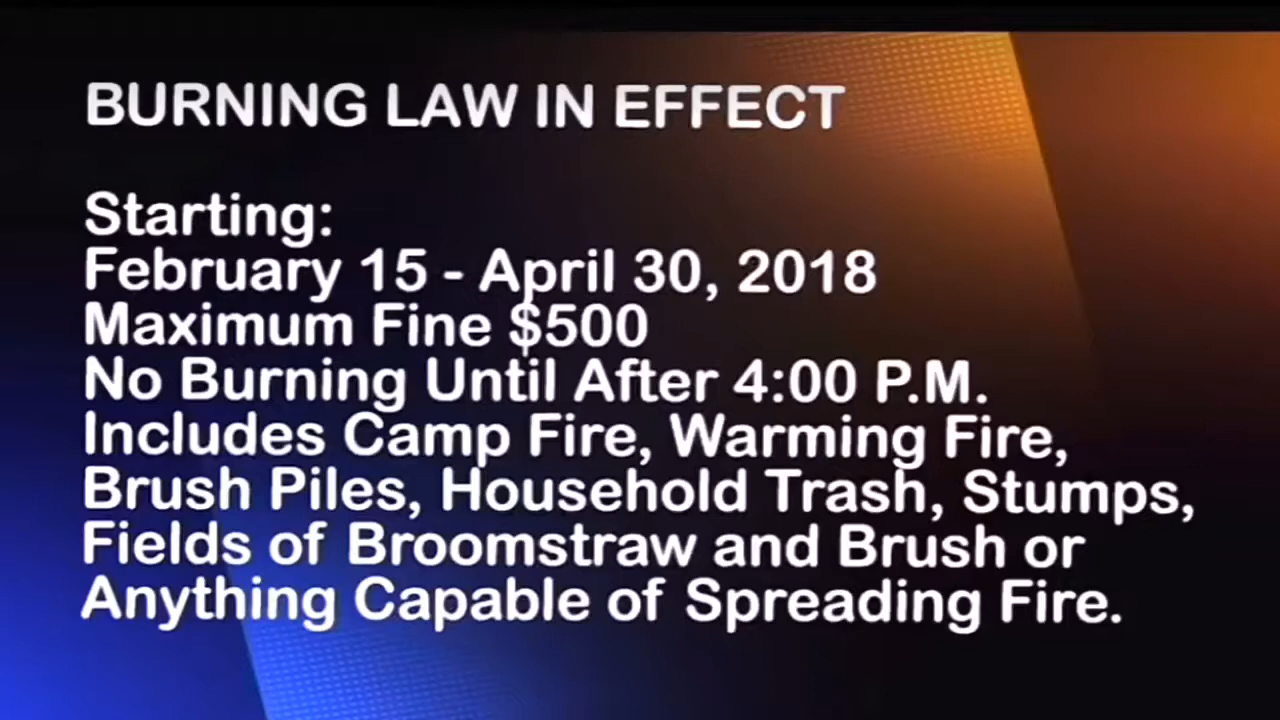 BURNING LAW IN EFFECT
Starting:
February 15 - April 30, 2018
Maximum Fine $500
No Burning Until After 4:00 P.M.
Includes Camp Fire, Warming Fire,
Brush Piles, Household Trash, Stumps,
Fields of Broomstraw and Brush or
Anything Capable of Spreading Fire.